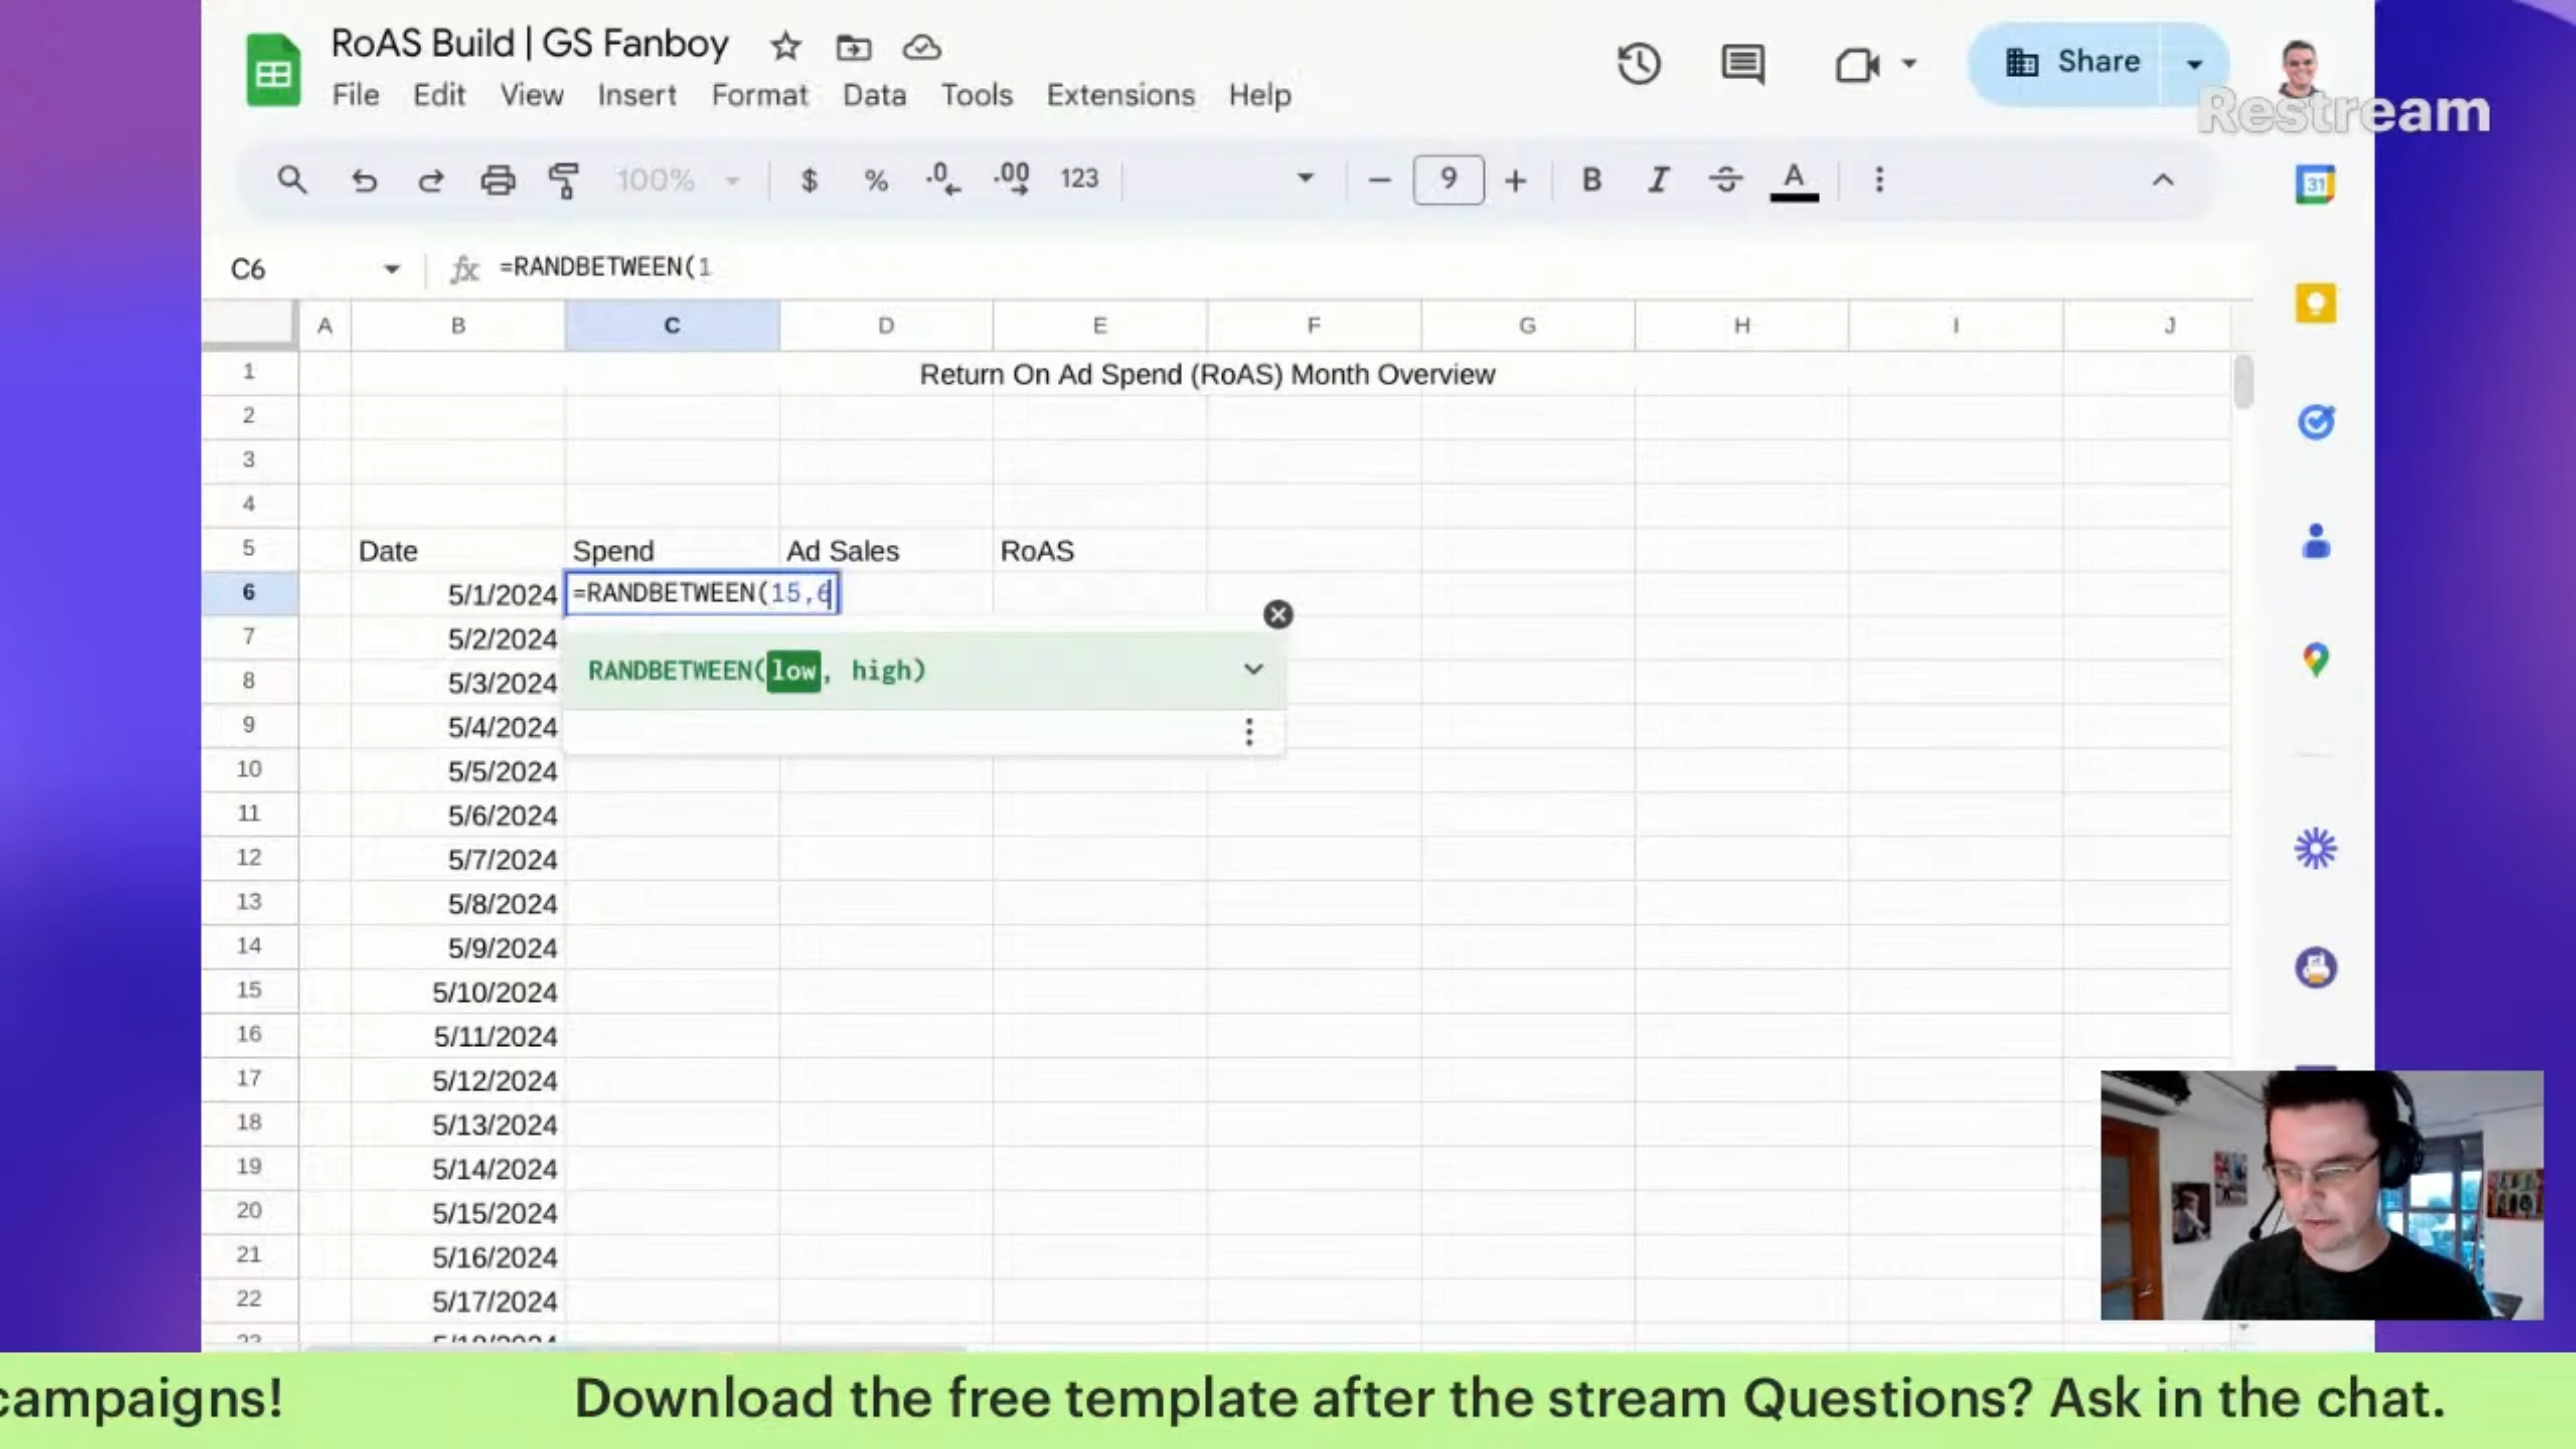 RoAS Build | GS Fanboy
File Edit View Insert Format Data Tools Extensions Help
Share
Restream
100% $ % .0 .00 123 9 B I A
31
C6 fx =RANDBETWEEN(1
A B C D E F G H I J
1 Return On Ad Spend (RoAS) Month Overview
2
3
4
5 Date Spend Ad Sales RoAS
6 5/1/2024 =RANDBETWEEN(15,6
7 5/2/2024
RANDBETWEEN(low, high)
8 5/3/2024
9 5/4/2024
10 5/5/2024
11 5/6/2024
12 5/7/2024
13 5/8/2024
14 5/9/2024
15 5/10/2024
16 5/11/2024
17 5/12/2024
18 5/13/2024
19 5/14/2024
20 5/15/2024
21 5/16/2024
22 5/17/2024
campaigns! Download the free template after the stream Questions? Ask in the chat.